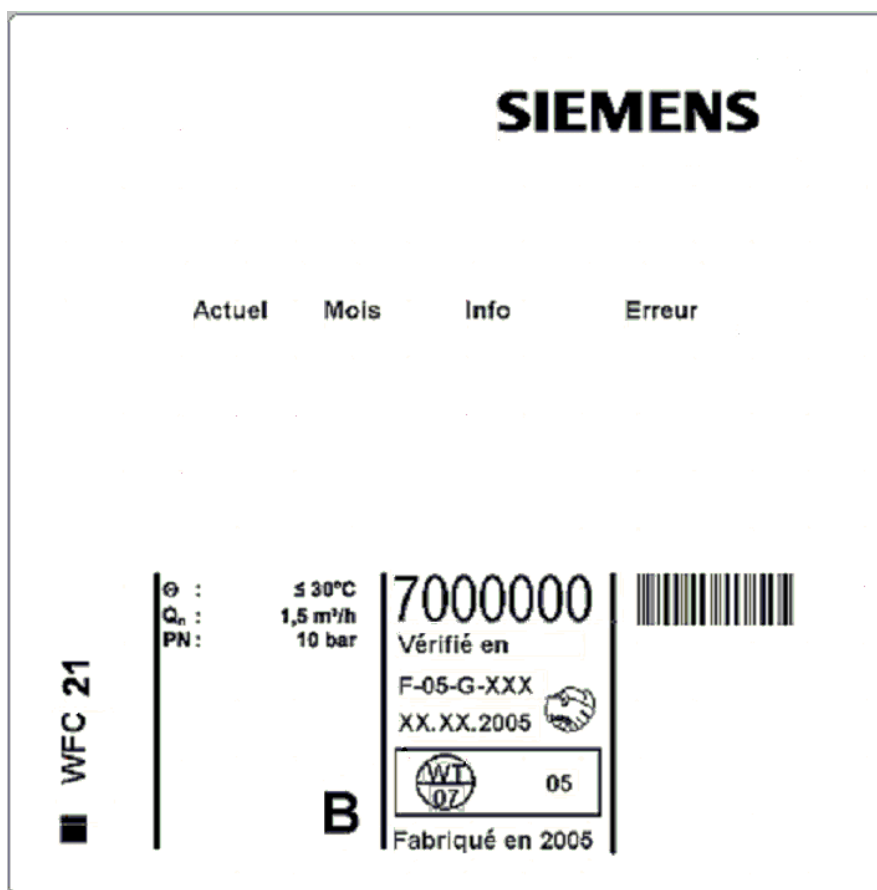 SIEMENS
Actuel Mois Info Erreur
Θ : ≤ 30°C
Qn : 1,5 m³/h
PN : 10 bar
B
7000000
Vérifié en
F-05-G-XXX
XX.XX.2005
WT
07
05
Fabriqué en 2005
WFC 21